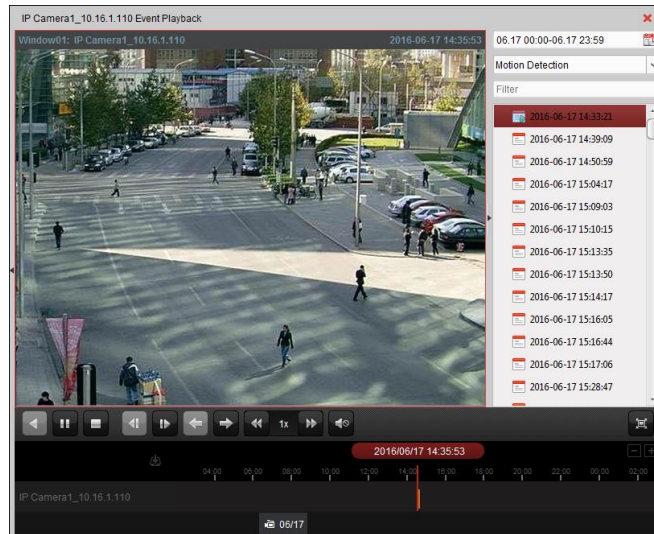 IP Camera1_10.16.1.110 Event Playback
Window01: IP Camera1_10.16.1.110
2016-06-17 14:35:53
06.17 00:00-06.17 23:59
Motion Detection
Filter
2016-06-17 14:33:21
2016-06-17 14:39:09
2016-06-17 14:50:59
2016-06-17 15:04:17
2016-06-17 15:09:03
2016-06-17 15:10:15
2016-06-17 15:13:35
2016-06-17 15:13:50
2016-06-17 15:14:17
2016-06-17 15:16:05
2016-06-17 15:16:44
2016-06-17 15:17:06
2016-06-17 15:28:47
1x
2016/06/17 14:35:53
04:00 06:00 08:00 10:00 12:00 14:00 16:00 18:00 20:00 22:00 00:00 02:00
IP Camera1_10.16.1.110
06/17